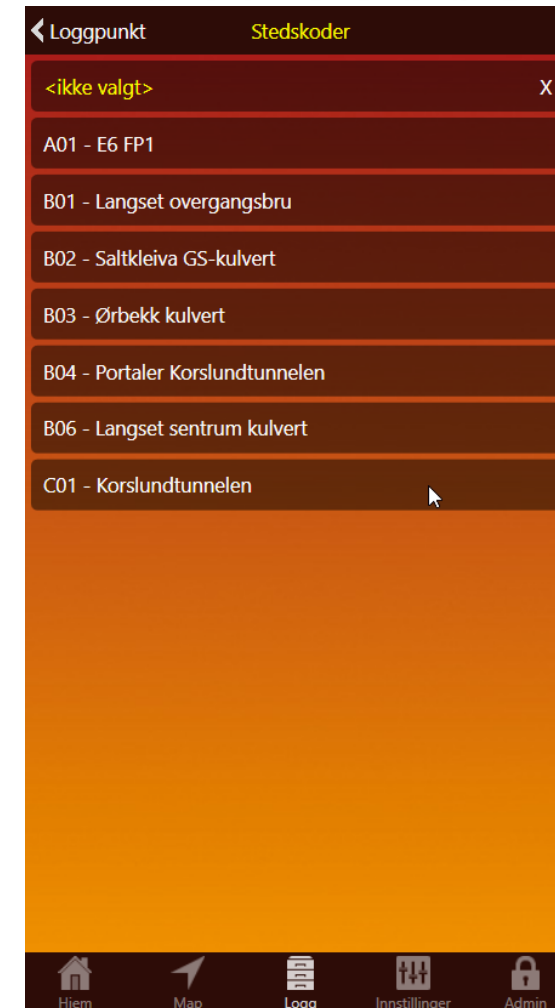 Loggpunkt Stedskoder
<ikke valgt> X
A01 - E6 FP1
B01 - Langset overgangsbru
B02 - Saltkleiva GS-kulvert
B03 - Ørbekk kulvert
B04 - Portaler Korslundtunnelen
B06 - Langset sentrum kulvert
C01 - Korslundtunnelen
Hjem Map Logg Innstillinger Admin